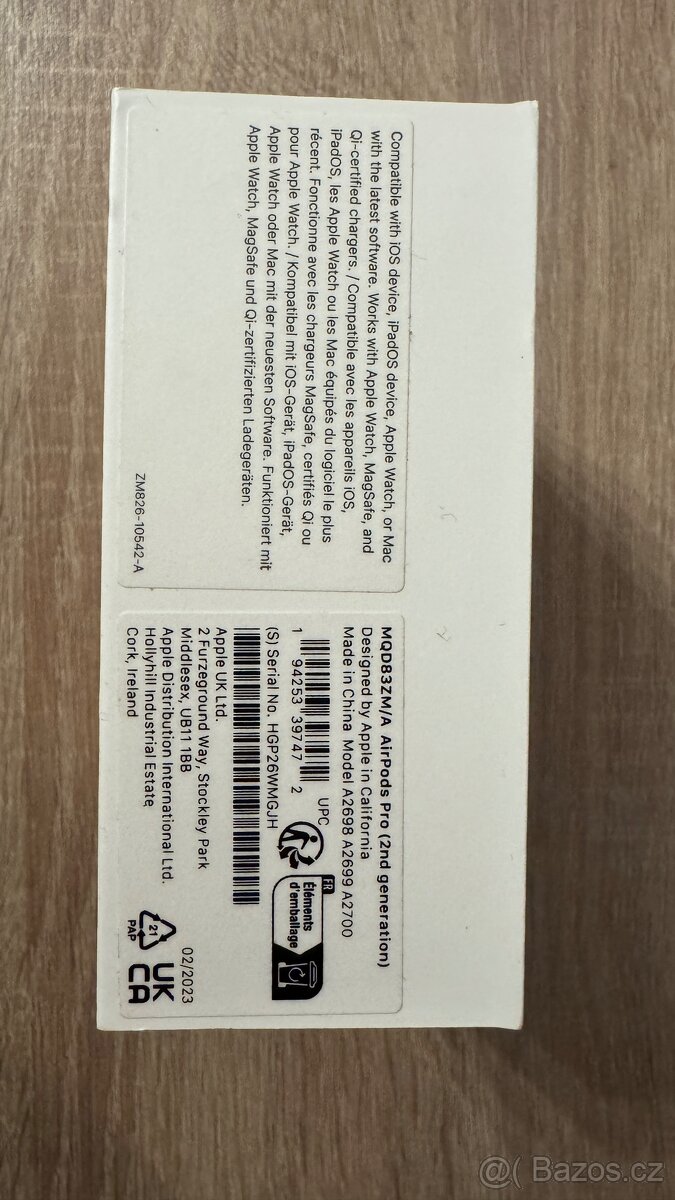 Compatible with iOS device, iPadOS device, Apple Watch, or Mac
with the latest software. Works with Apple Watch, MagSafe, and
Qi-certified chargers. / Compatible avec les appareils iOS,
iPadOS, les Apple Watch ou les Mac équipés du logiciel le plus
récent. Fonctionne avec les chargeurs MagSafe, certifiés Qi ou
pour Apple Watch. / Kompatibel mit iOS-Gerät, iPadOS-Gerät,
Apple Watch oder Mac mit der neuesten Software. Funktioniert mit
Apple Watch, MagSafe und Qi-zertifizierten Ladegeräten.
ZM826-10542-A
MQD83ZM/A AirPods Pro (2nd generation)
Designed by Apple in California
Made in China Model A2698 A2699 A2700
UPC
1 94253 39747 2
(S) Serial No. HGP26WMGJH
FR
Éléments
d'emballage
Apple UK Ltd.
2 Furzeground Way, Stockley Park
Middlesex, UB11 1BB
Apple Distribution International Ltd.
Hollyhill Industrial Estate
Cork, Ireland
02/2023
21
PAP
UK
CA
@( Bazos.cz